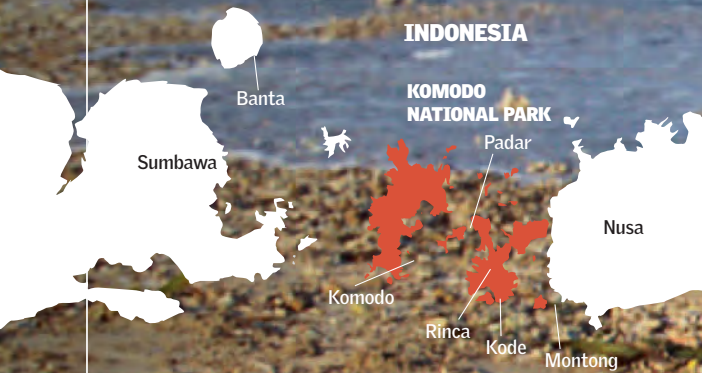 INDONESIA
Banta
KOMODO
NATIONAL PARK
Padar
Sumbawa
Nusa
Komodo
Rinca
Kode
Montong